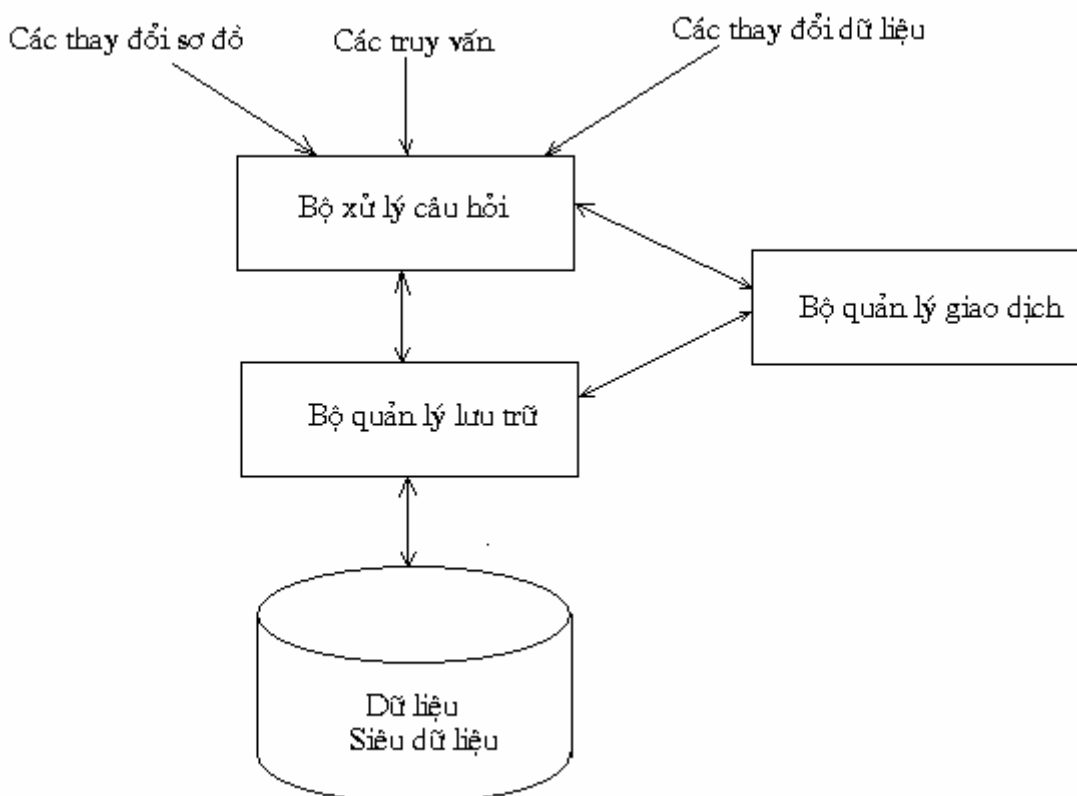 Các thay đổi sơ đồ
Các truy vấn
Các thay đổi dữ liệu
Bộ xử lý câu hỏi
Bộ quản lý giao dịch
Bộ quản lý lưu trữ
Dữ liệu
Siêu dữ liệu